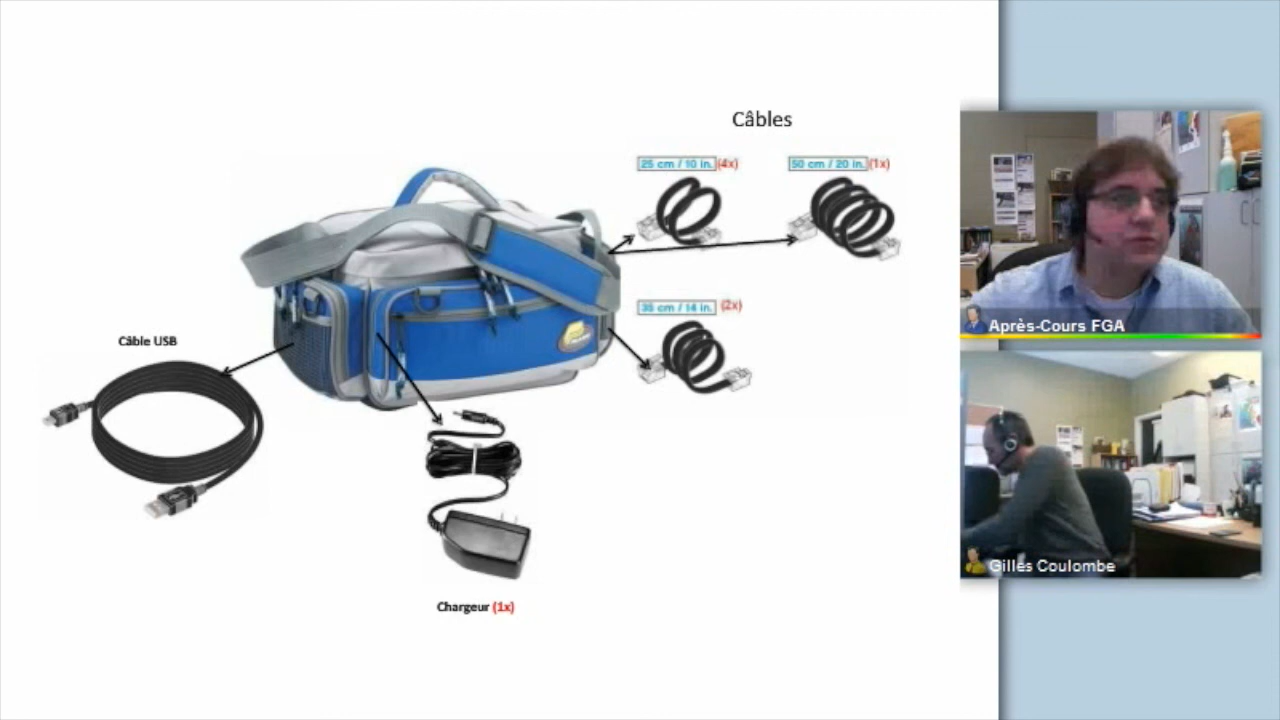 Câbles
25 cm / 10 in. (4x)
50 cm / 20 in. (1x)
35 cm / 14 in. (2x)
Câble USB
Chargeur (1x)
Après-Cours FGA
Gilles Coulombe